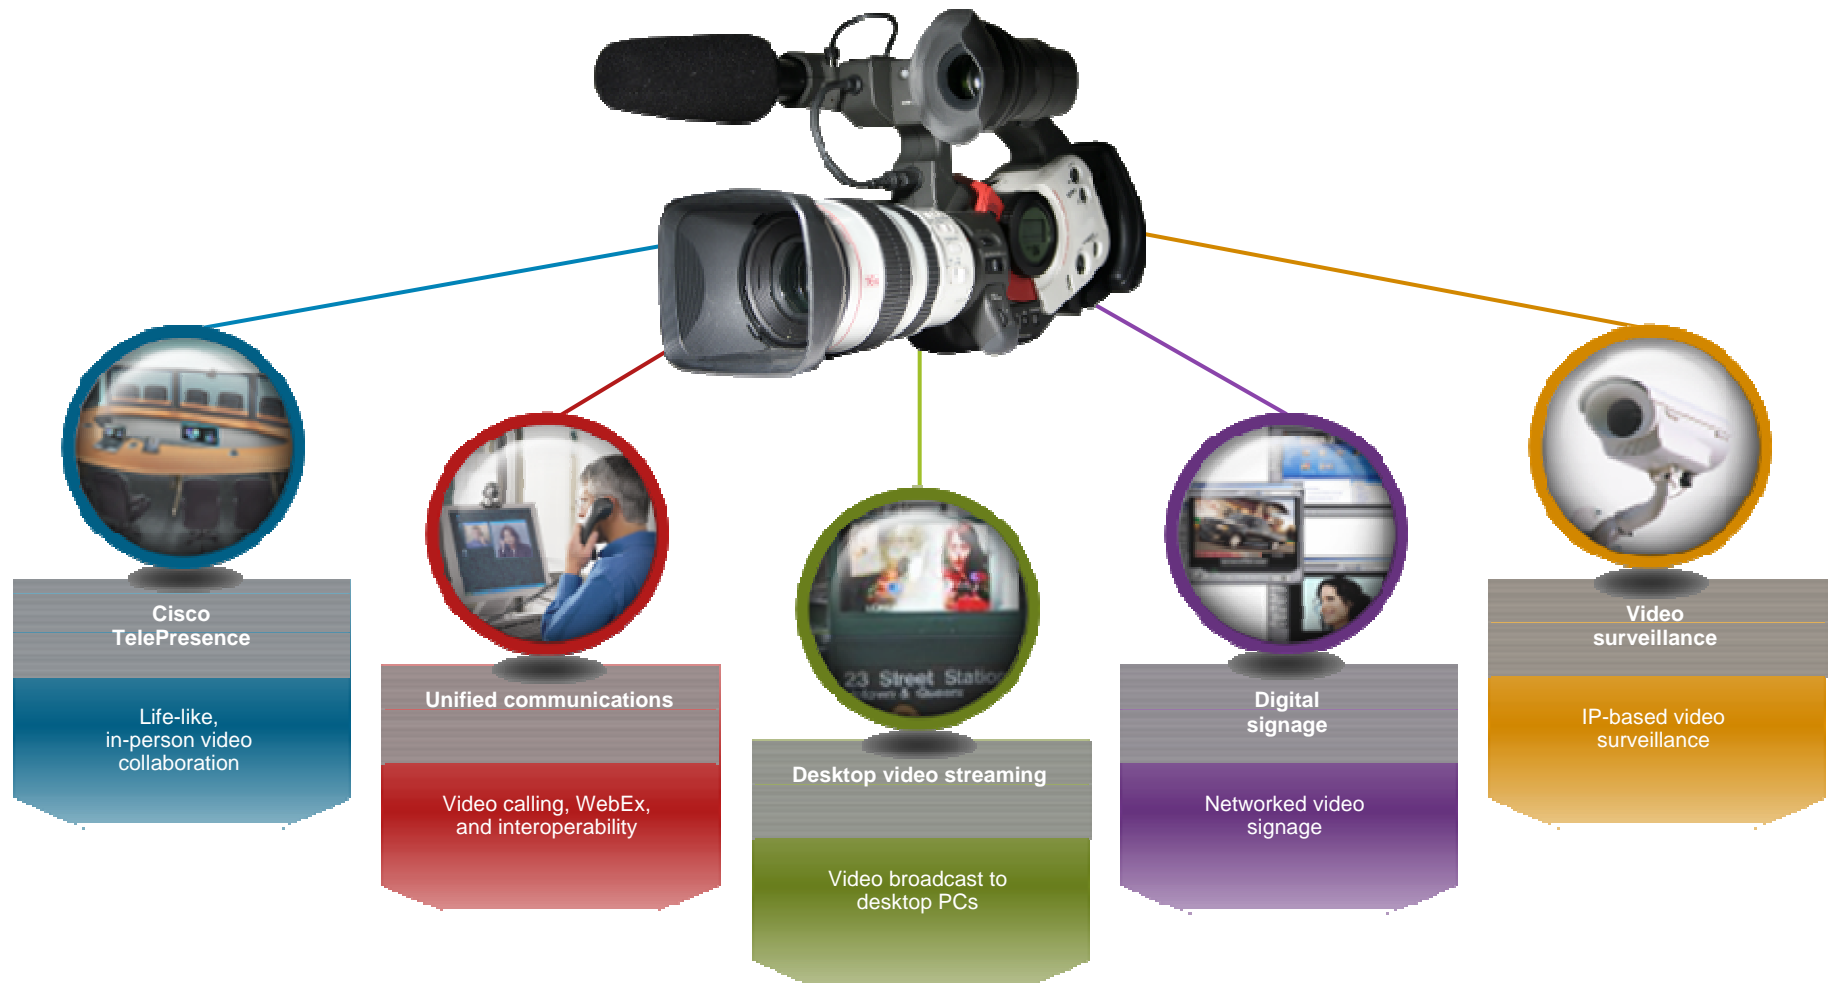 16x
23 Street Station
Cisco
TelePresence
Life-like,
in-person video
collaboration
Unified communications
Video calling, WebEx,
and interoperability
Desktop video streaming
Video broadcast to
desktop PCs
Digital
signage
Networked video
signage
Video
surveillance
IP-based video
surveillance